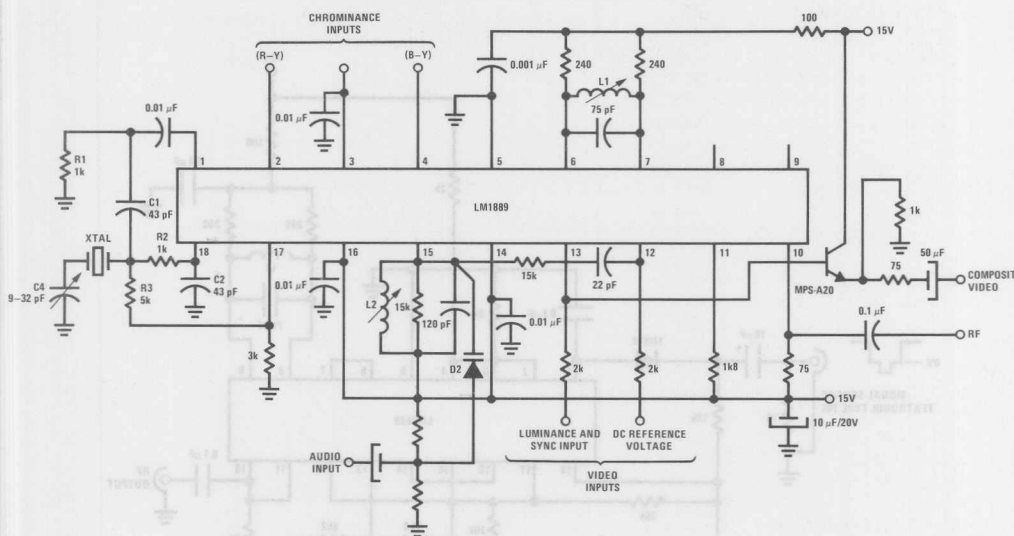 CHROMINANCE
INPUTS
(R–Y)
(B–Y)
100
15V
0.001 µF
240
L1
240
75 pF
0.01 µF
0.01 µF
R1
1k
1
2
3
4
5
6
7
8
9
LM1889
C1
43 pF
1k
XTAL
R2
1k
18
17
16
15
14
13
12
11
10
MPS-A20
75
50 µF
COMPOSIT
VIDEO
C4
9–32 pF
R3
5k
C2
43 pF
0.01 µF
L2
15k
120 pF
15k
22 pF
0.01 µF
0.1 µF
RF
3k
D2
2k
2k
1k8
75
15V
10 µF/20V
AUDIO
INPUT
LUMINANCE AND
SYNC INPUT
DC REFERENCE
VOLTAGE
VIDEO
INPUTS